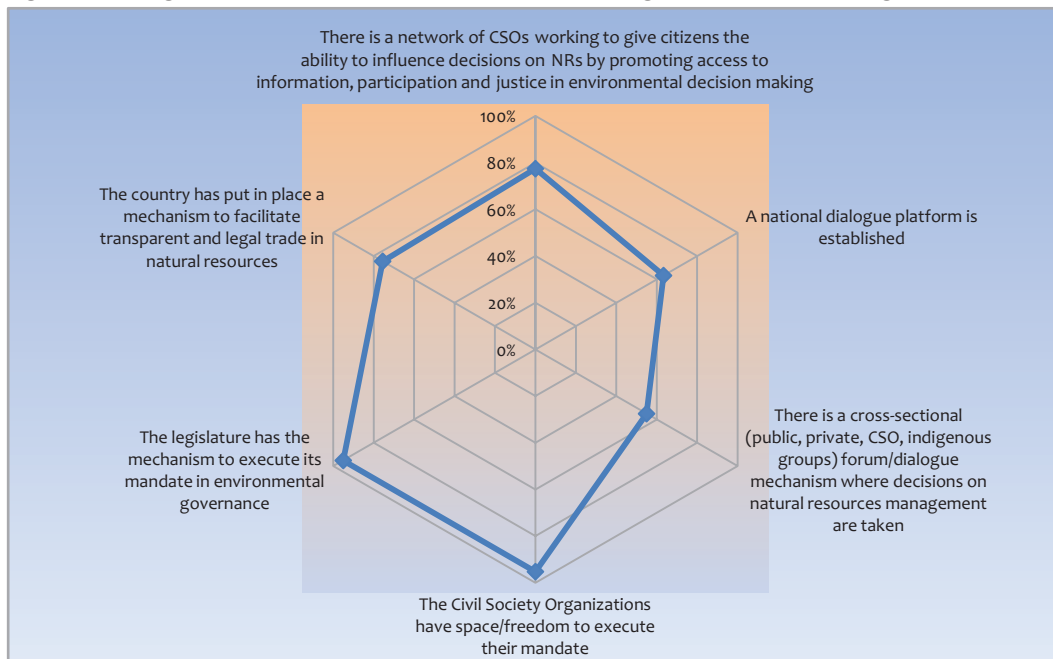 There is a network of CSOs working to give citizens the
ability to influence decisions on NRs by promoting access to
information, participation and justice in environmental decision making
100%
80%
60%
40%
20%
0%
A national dialogue platform is
established
There is a cross-sectional
(public, private, CSO, indigenous
groups) forum/dialogue
mechanism where decisions on
natural resources management
are taken
The Civil Society Organizations
have space/freedom to execute
their mandate
The legislature has the
mechanism to execute its
mandate in environmental
governance
The country has put in place a
mechanism to facilitate
transparent and legal trade in
natural resources